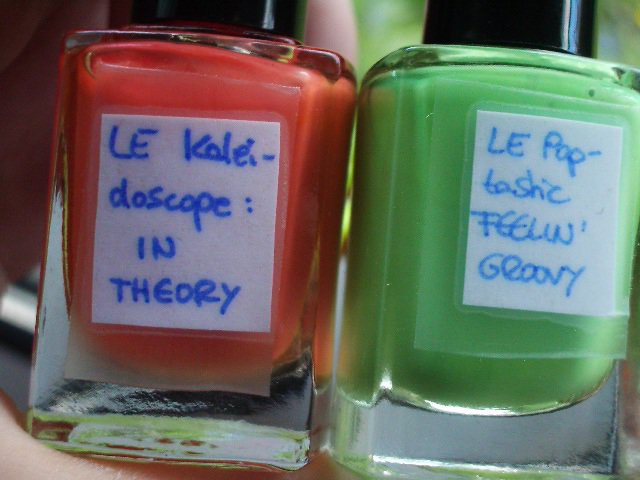 LE Kalei-
doscope:
IN
THEORY
LE Pop-
tastic
FEELIN'
GROOVY